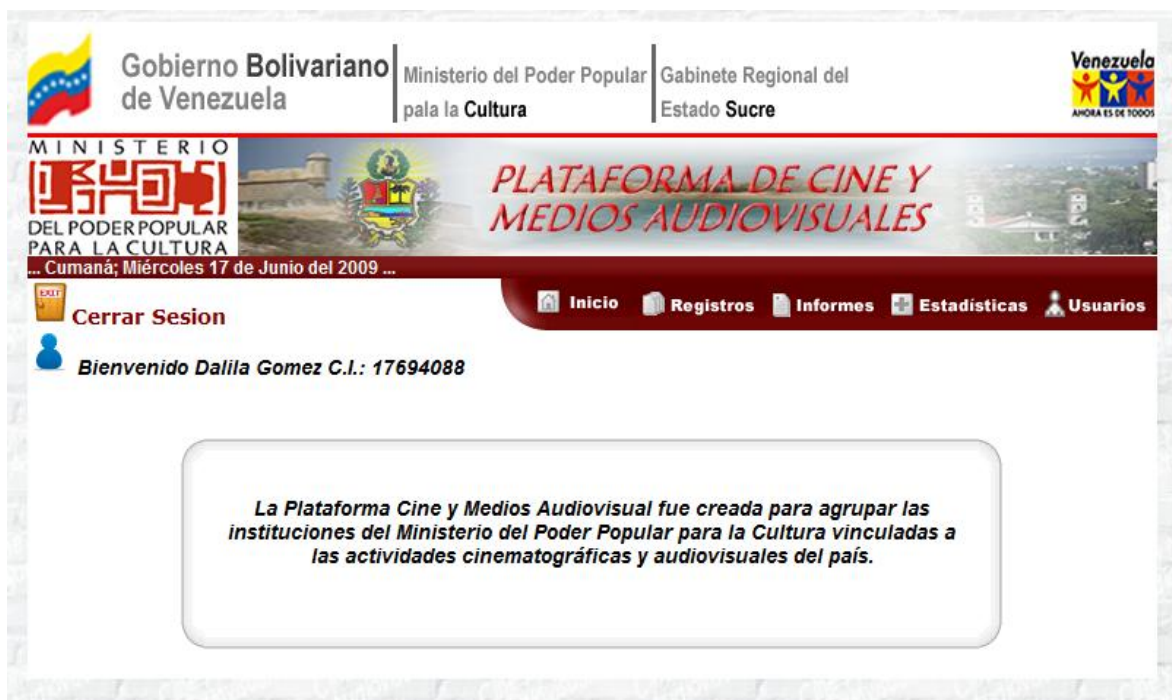 Gobierno Bolivariano
de Venezuela
Ministerio del Poder Popular
pala la Cultura
Gabinete Regional del
Estado Sucre
Venezuela
AHORA ES DE TODOS
MINISTERIO
DEL PODER POPULAR
PARA LA CULTURA
PLATAFORMA DE CINE Y
MEDIOS AUDIOVISUALES
... Cumaná; Miércoles 17 de Junio del 2009 ...
EXIT
Cerrar Sesion
Inicio Registros Informes Estadísticas Usuarios
Bienvenido Dalila Gomez C.I.: 17694088
La Plataforma Cine y Medios Audiovisual fue creada para agrupar las
instituciones del Ministerio del Poder Popular para la Cultura vinculadas a
las actividades cinematográficas y audiovisuales del país.